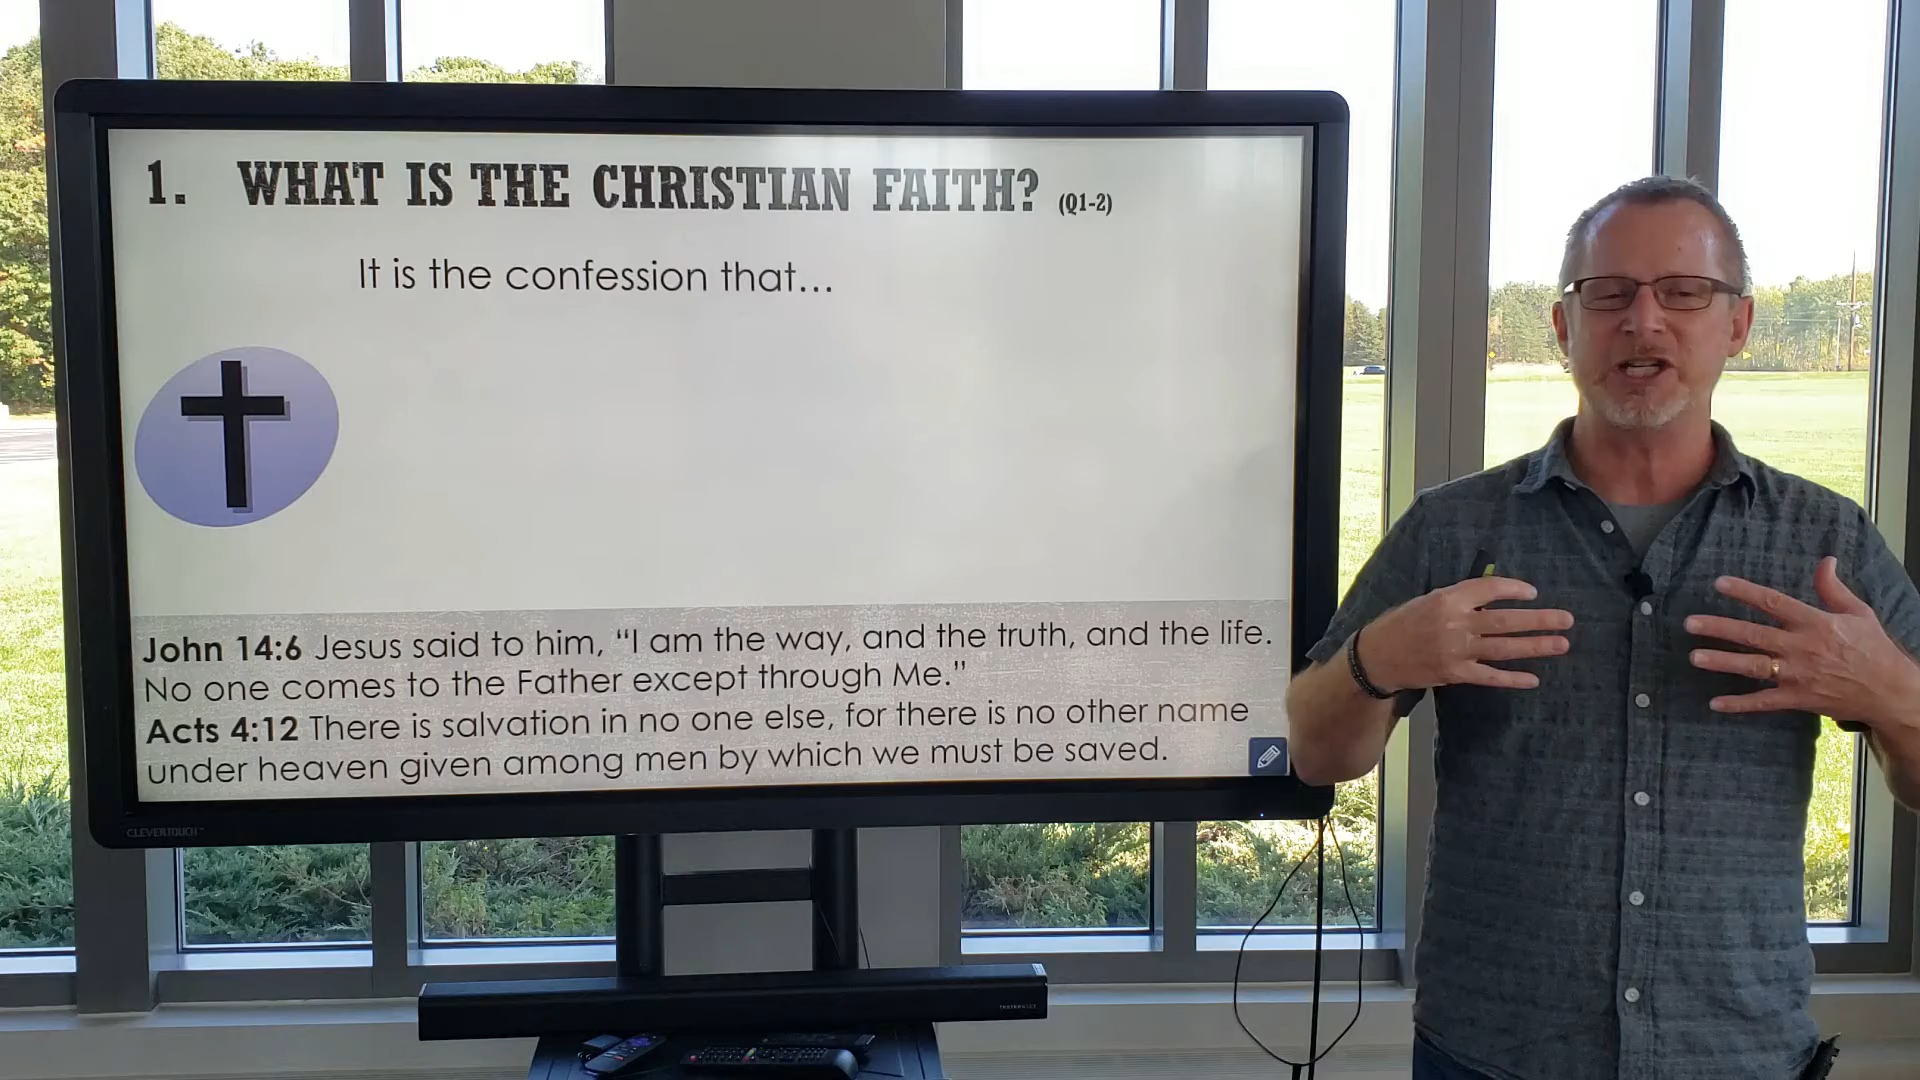 1. WHAT IS THE CHRISTIAN FAITH? (Q1-2)
It is the confession that...
John 14:6 Jesus said to him, “I am the way, and the truth, and the life.
No one comes to the Father except through Me.”
Acts 4:12 There is salvation in no one else, for there is no other name
under heaven given among men by which we must be saved.
CLEVERTOUCH